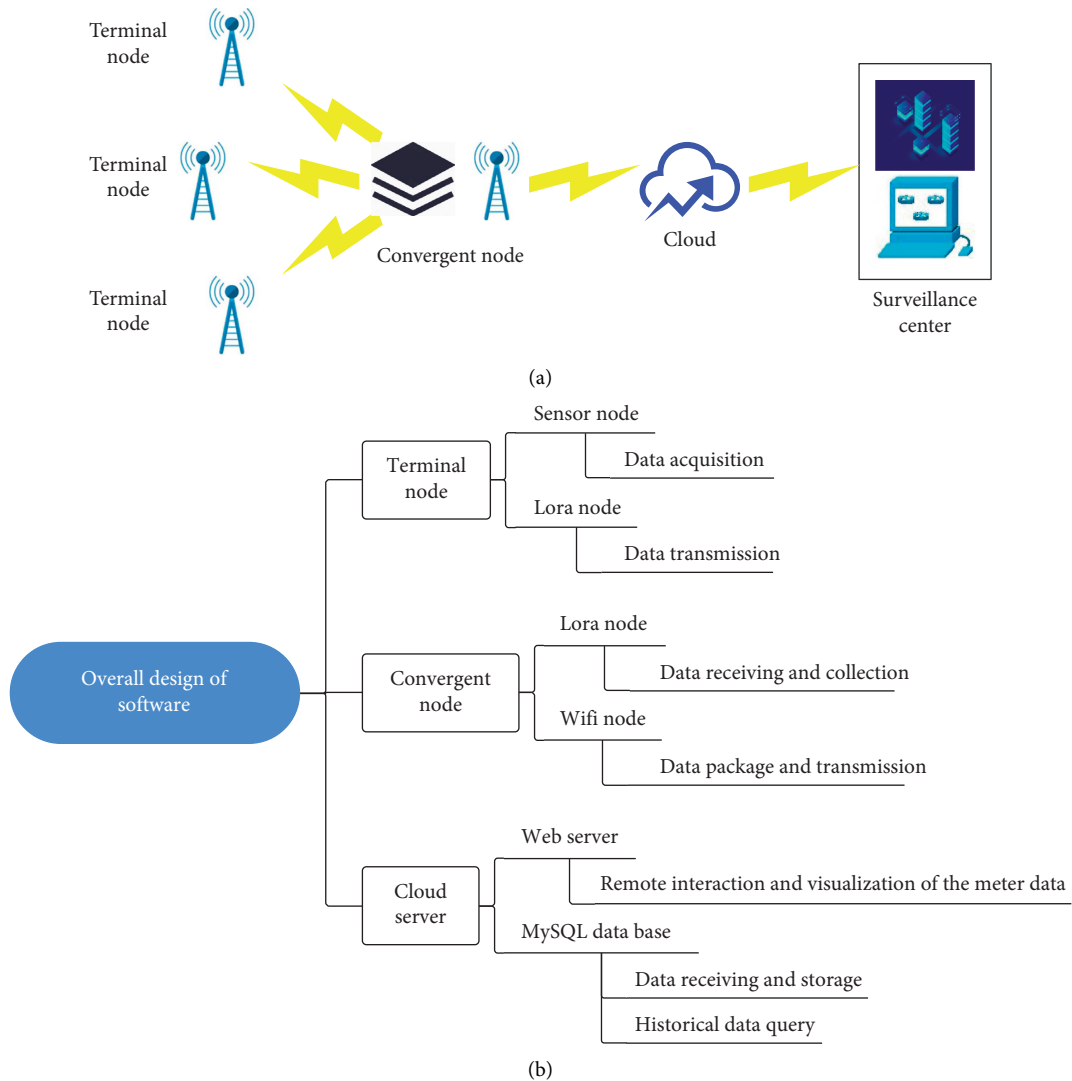 Terminal
node
Terminal
node
Terminal
node
Convergent node
Cloud
Surveillance
center
(a)
Overall design of
software
Terminal
node
Sensor node
Data acquisition
Lora node
Data transmission
Convergent
node
Lora node
Data receiving and collection
Wifi node
Data package and transmission
Cloud
server
Web server
Remote interaction and visualization of the meter data
MySQL data base
Data receiving and storage
Historical data query
(b)